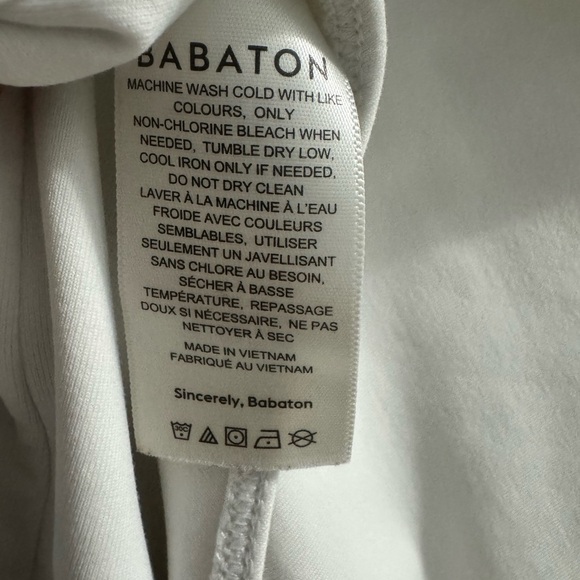 BABATON
MACHINE WASH COLD WITH LIKE
COLOURS, ONLY
NON-CHLORINE BLEACH WHEN
NEEDED, TUMBLE DRY LOW,
COOL IRON ONLY IF NEEDED,
DO NOT DRY CLEAN
LAVER À LA MACHINE À L'EAU
FROIDE AVEC COULEURS
SEMBLABLES, UTILISER
SEULEMENT UN JAVELLISANT
SANS CHLORE AU BESOIN,
SÉCHER À BASSE
TEMPÉRATURE, REPASSAGE
DOUX SI NÉCESSAIRE, NE PAS
NETTOYER À SEC
MADE IN VIETNAM
FABRIQUÉ AU VIETNAM
Sincerely, Babaton
30C